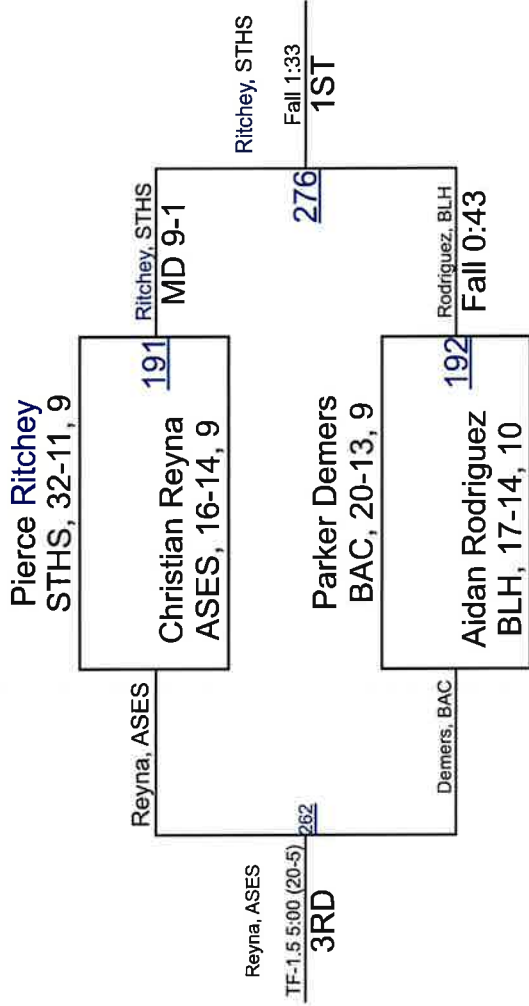 Pierce Ritchey
STHS, 32-11, 9
191
Christian Reyna
ASES, 16-14, 9
Parker Demers
BAC, 20-13, 9
192
Aidan Rodriguez
BLH, 17-14, 10
Ritchey, STHS
MD 9-1
Rodriguez, BLH
Fall 0:43
276
Ritchey, STHS
Fall 1:33
1ST
Reyna, ASES
Demers, BAC
262
Reyna, ASES
TF-1.5 5:00 (20-5)
3RD